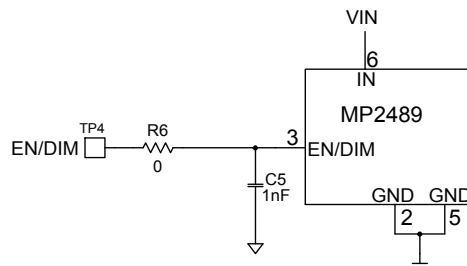 VIN
6
IN
MP2489
TP4
EN/DIM
R6
0
3
EN/DIM
C5
1nF
GND GND
2 5